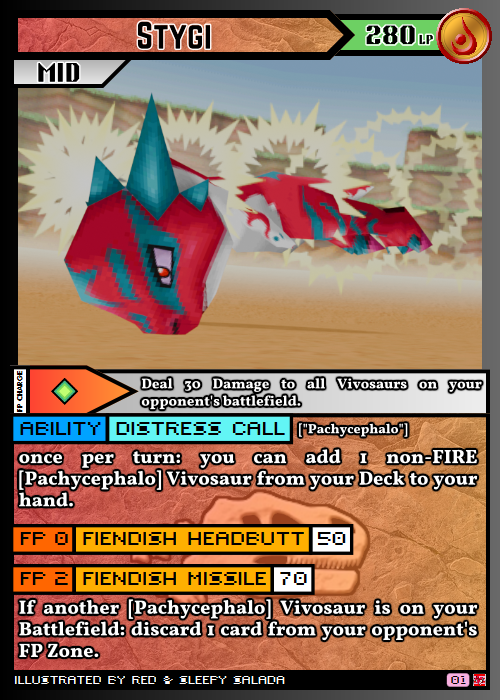 STYGI
280 LP
MID
FP CHARGE
Deal 30 Damage to all Vivosaurs on your
opponent's battlefield.
ABILITY DISTRESS CALL ["Pachycephalo"]
once per turn: you can add 1 non-FIRE
[Pachycephalo] Vivosaur from your Deck to your
hand.
FP 0 FIENDISH HEADBUTT 50
FP 2 FIENDISH MISSILE 70
If another [Pachycephalo] Vivosaur is on your
Battlefield: discard 1 card from your opponent's
FP Zone.
ILLUSTRATED BY RED & SLEEPY SALADA
01